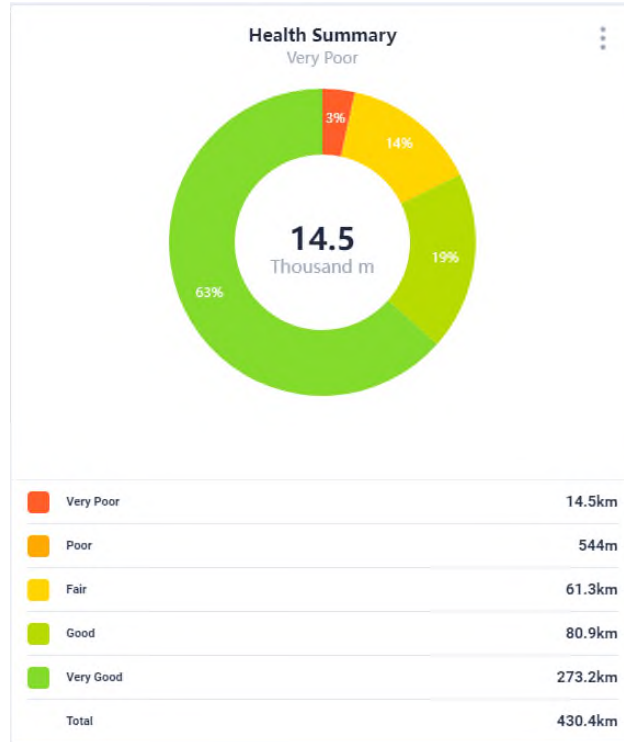 Health Summary
Very Poor
3%
14%
14.5
Thousand m
19%
63%
Very Poor 14.5km
Poor 544m
Fair 61.3km
Good 80.9km
Very Good 273.2km
Total 430.4km